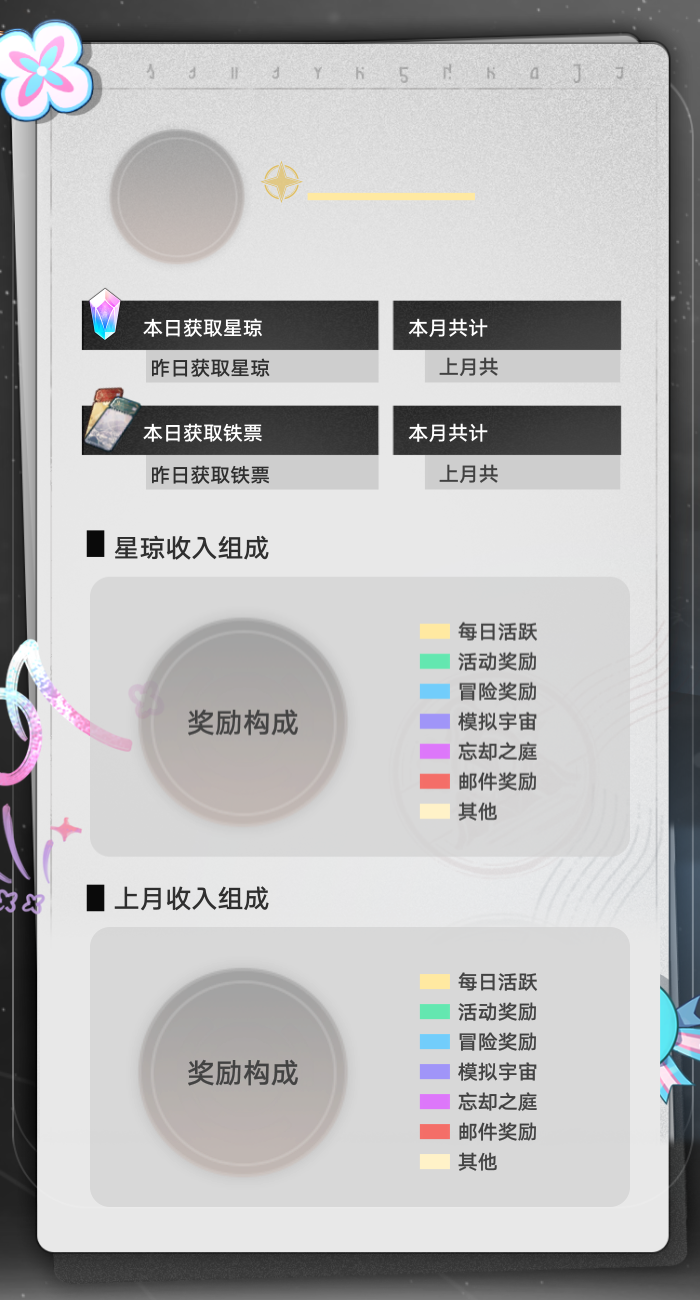 本日获取星琼
本月共计
昨日获取星琼
上月共
本日获取铁票
本月共计
昨日获取铁票
上月共
星琼收入组成
奖励构成
每日活跃
活动奖励
冒险奖励
模拟宇宙
忘却之庭
邮件奖励
其他
上月收入组成
奖励构成
每日活跃
活动奖励
冒险奖励
模拟宇宙
忘却之庭
邮件奖励
其他